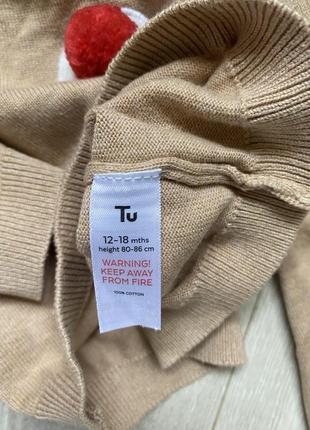 Tu
12-18 mths
height 80-86 cm
WARNING!
KEEP AWAY
FROM FIRE
100% COTTON